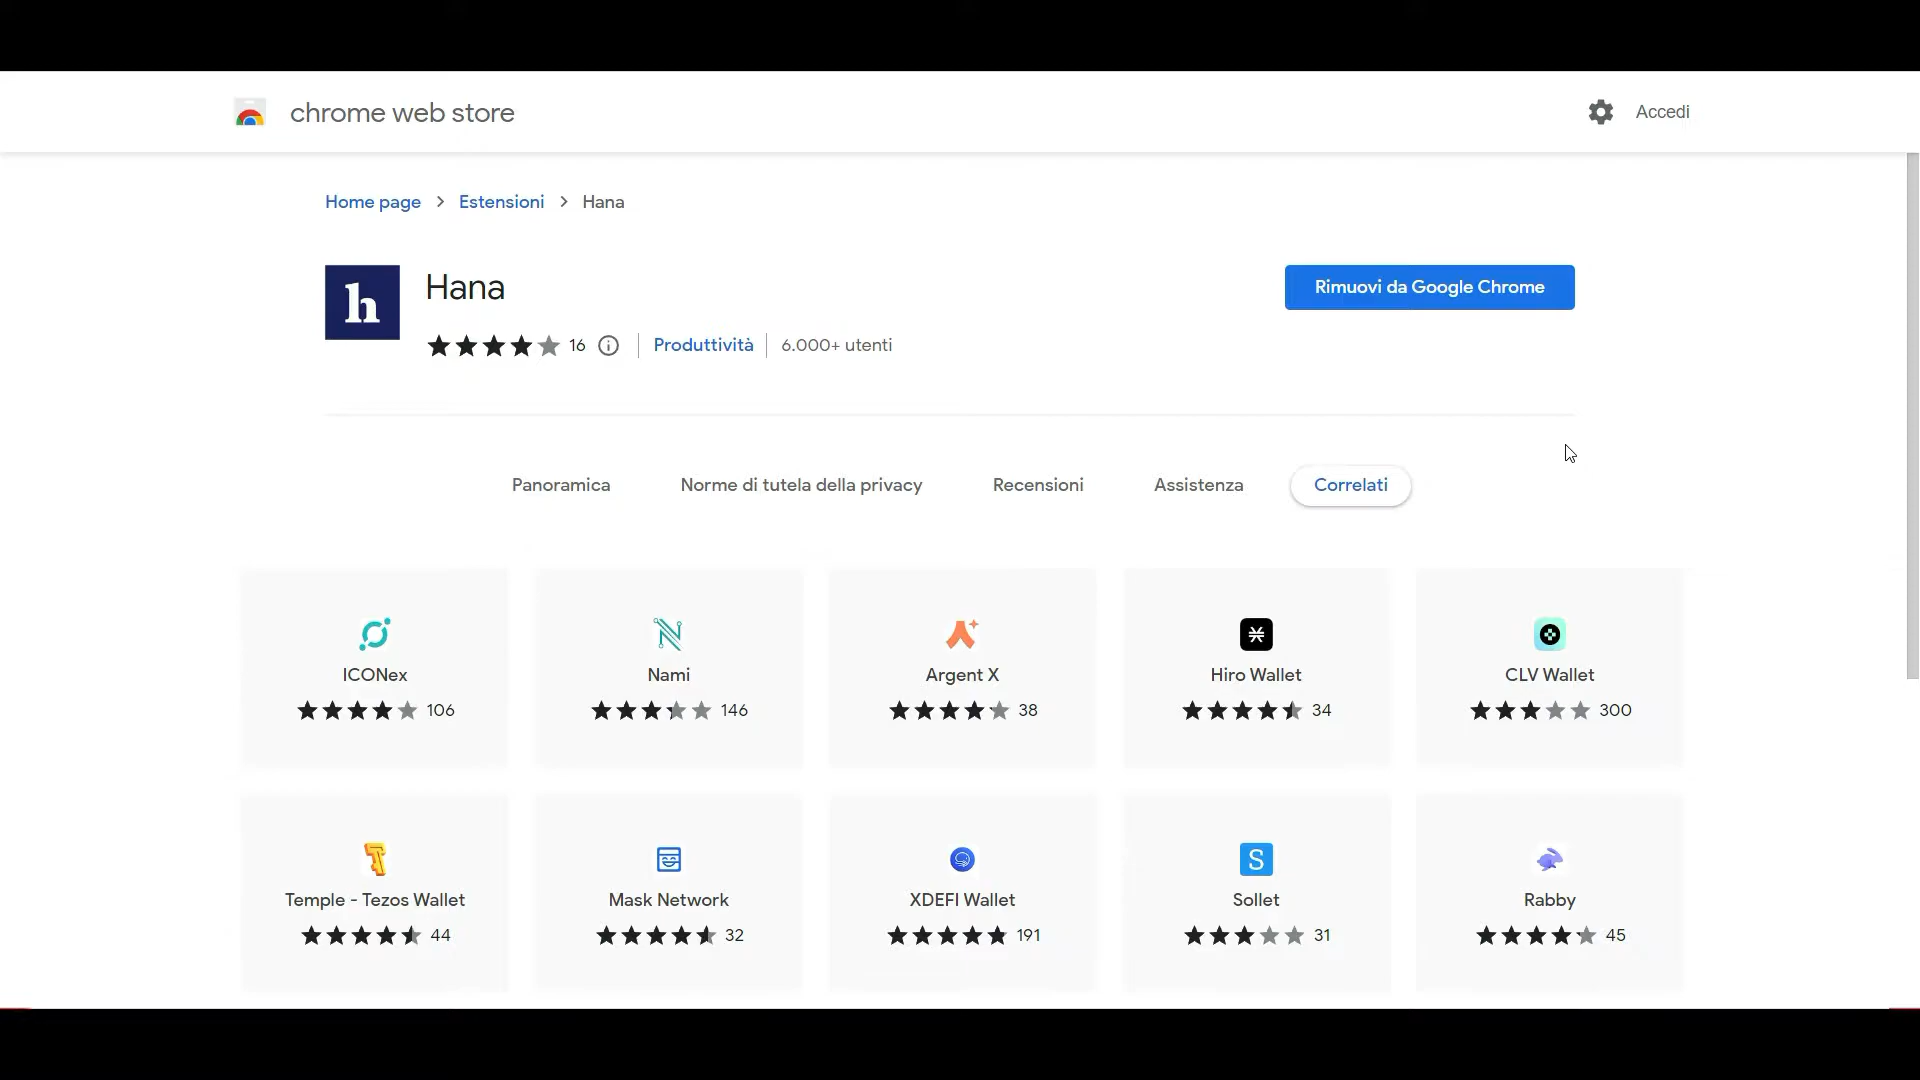 chrome web store
Accedi
Home page > Estensioni > Hana
h
Hana
Rimuovi da Google Chrome
16
Produttività
6.000+ utenti
Panoramica
Norme di tutela della privacy
Recensioni
Assistenza
Correlati
ICONex
106
Nami
146
Argent X
38
Hiro Wallet
34
CLV Wallet
300
Temple - Tezos Wallet
44
Mask Network
32
XDEFI Wallet
191
S
Sollet
31
Rabby
45